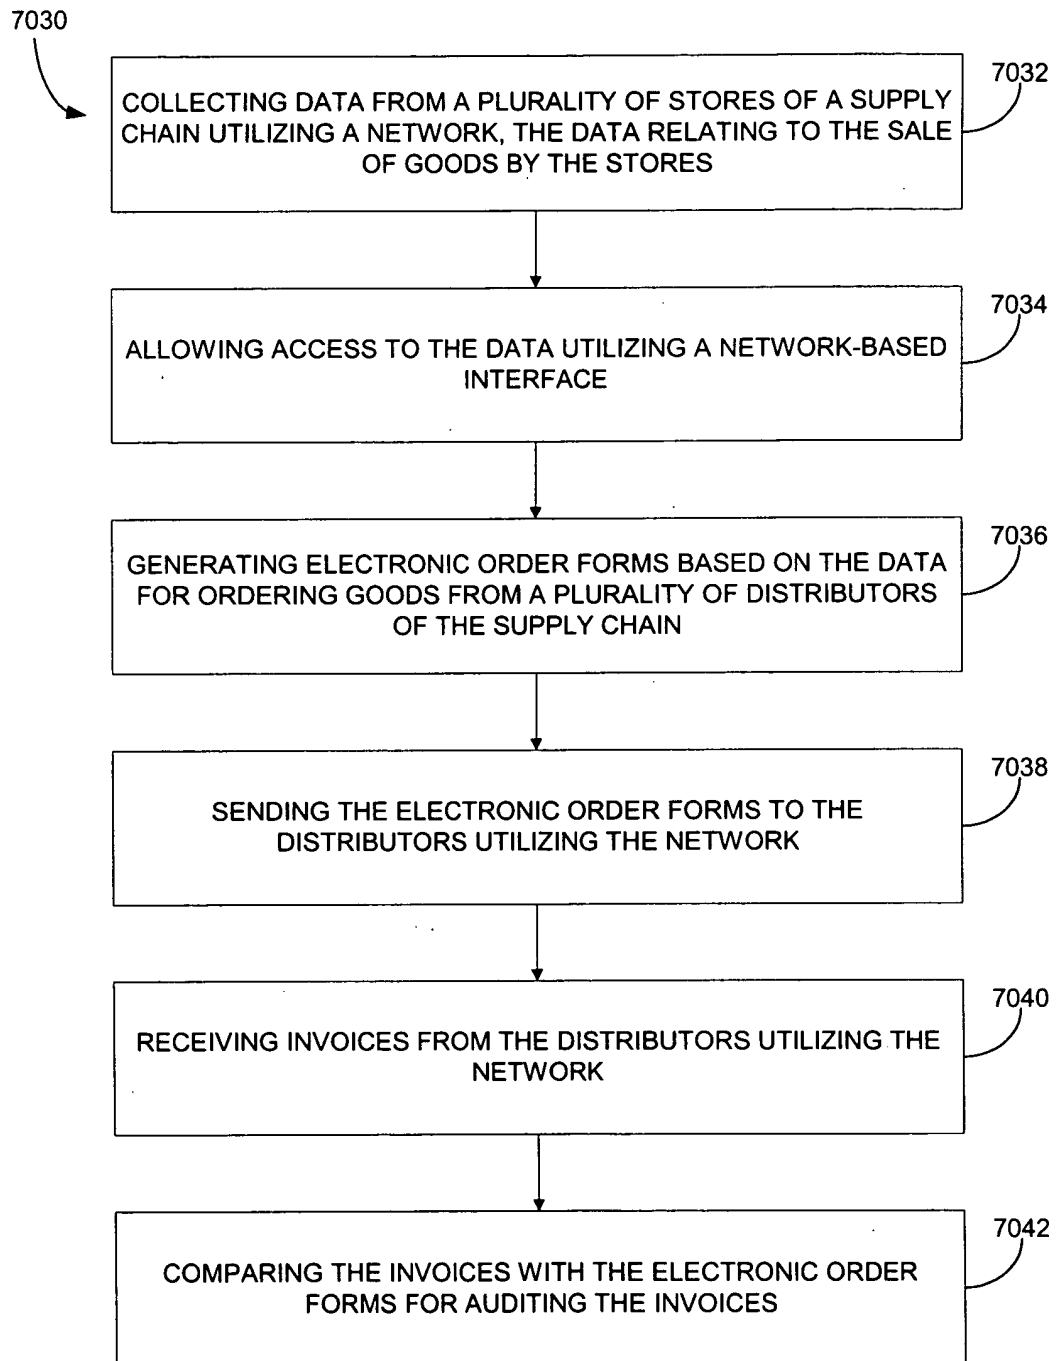 7030
7032
COLLECTING DATA FROM A PLURALITY OF STORES OF A SUPPLY
CHAIN UTILIZING A NETWORK, THE DATA RELATING TO THE SALE
OF GOODS BY THE STORES
7034
ALLOWING ACCESS TO THE DATA UTILIZING A NETWORK-BASED
INTERFACE
7036
GENERATING ELECTRONIC ORDER FORMS BASED ON THE DATA
FOR ORDERING GOODS FROM A PLURALITY OF DISTRIBUTORS
OF THE SUPPLY CHAIN
7038
SENDING THE ELECTRONIC ORDER FORMS TO THE
DISTRIBUTORS UTILIZING THE NETWORK
7040
RECEIVING INVOICES FROM THE DISTRIBUTORS UTILIZING THE
NETWORK
7042
COMPARING THE INVOICES WITH THE ELECTRONIC ORDER
FORMS FOR AUDITING THE INVOICES